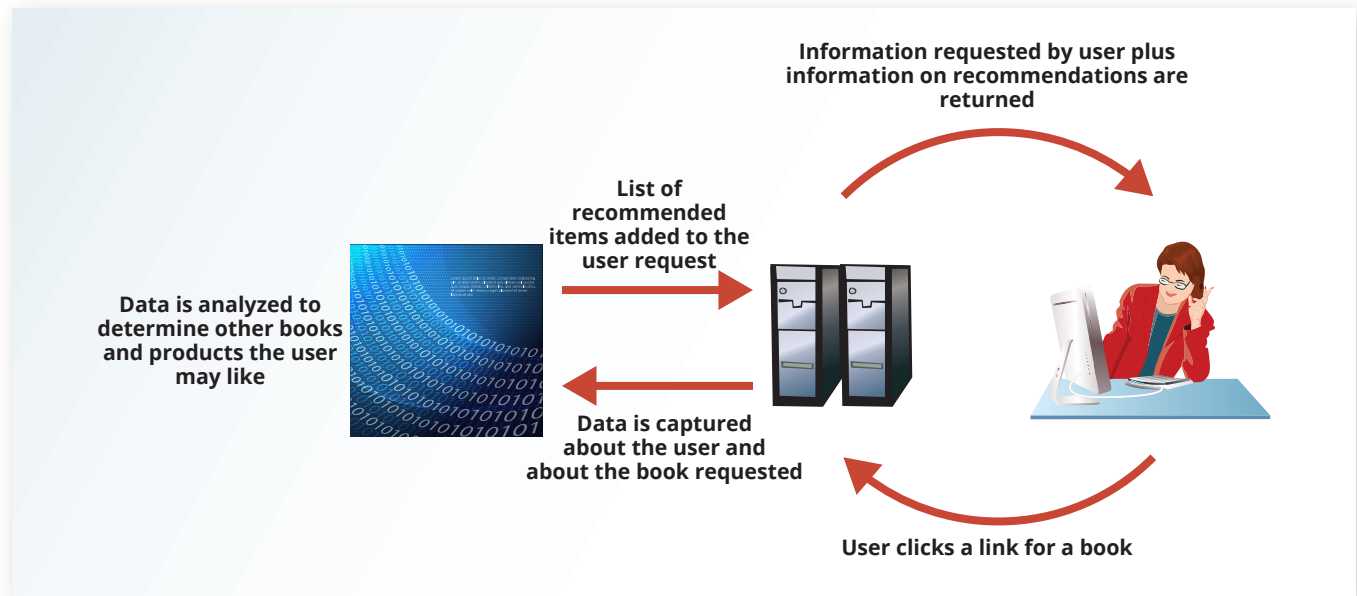 Information requested by user plus
information on recommendations are
returned
List of
recommended
items added to the
user request
Data is analyzed to
determine other books
and products the user
may like
Data is captured
about the user and
about the book requested
User clicks a link for a book